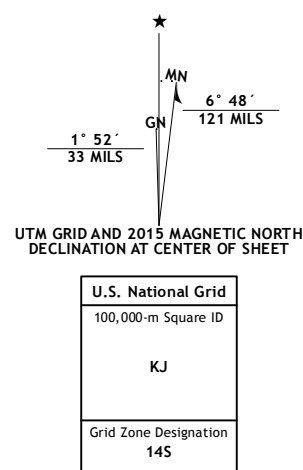 MN
GN
6° 48´
121 MILS
1° 52´
33 MILS
UTM GRID AND 2015 MAGNETIC NORTH
DECLINATION AT CENTER OF SHEET
U.S. National Grid
100,000-m Square ID
KJ
Grid Zone Designation
14S